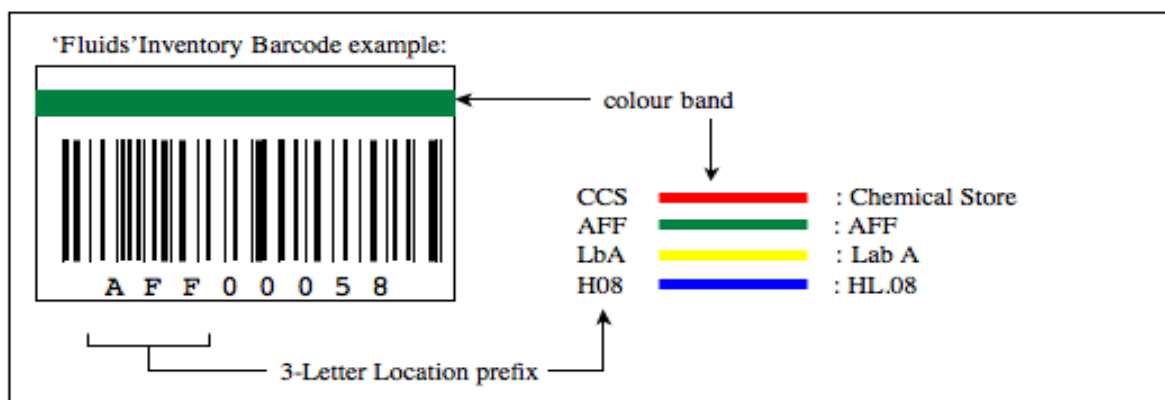 ‘Fluids’Inventory Barcode example:
colour band
CCS : Chemical Store
AFF : AFF
LbA : Lab A
H08 : HL.08
AFF00058
3-Letter Location prefix